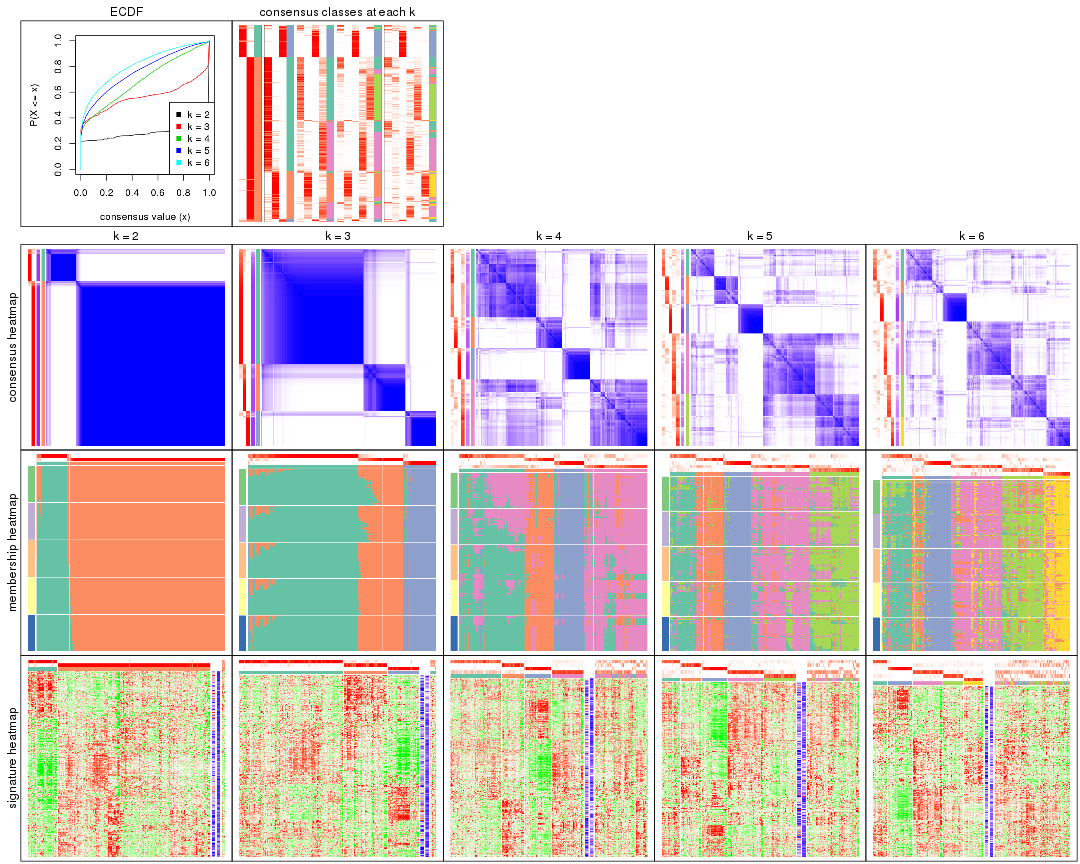 ECDF
consensus classes at each k
P(X <= x)
1.0
0.8
0.6
0.4
0.2
0.0
k = 2
k = 3
k = 4
k = 5
k = 6
0.0 0.2 0.4 0.6 0.8 1.0
consensus value (x)
k = 2 k = 3 k = 4 k = 5 k = 6
consensus heatmap
membership heatmap
signature heatmap